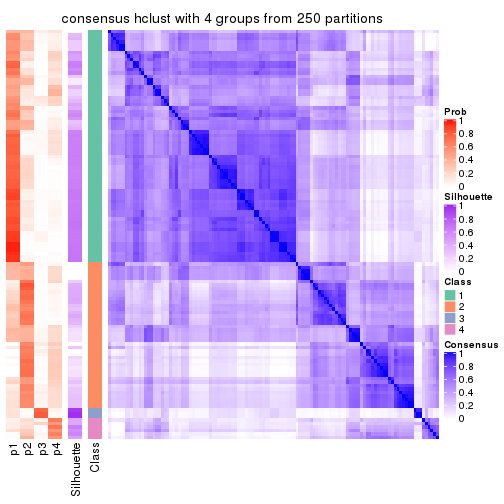 consensus hclust with 4 groups from 250 partitions
Prob
1
0.8
0.6
0.4
0.2
0
Silhouette
1
0.8
0.6
0.4
0.2
0
Class
1
2
3
4
Consensus
1
0.8
0.6
0.4
0.2
0
p1
p2
p3
p4
Silhouette
Class